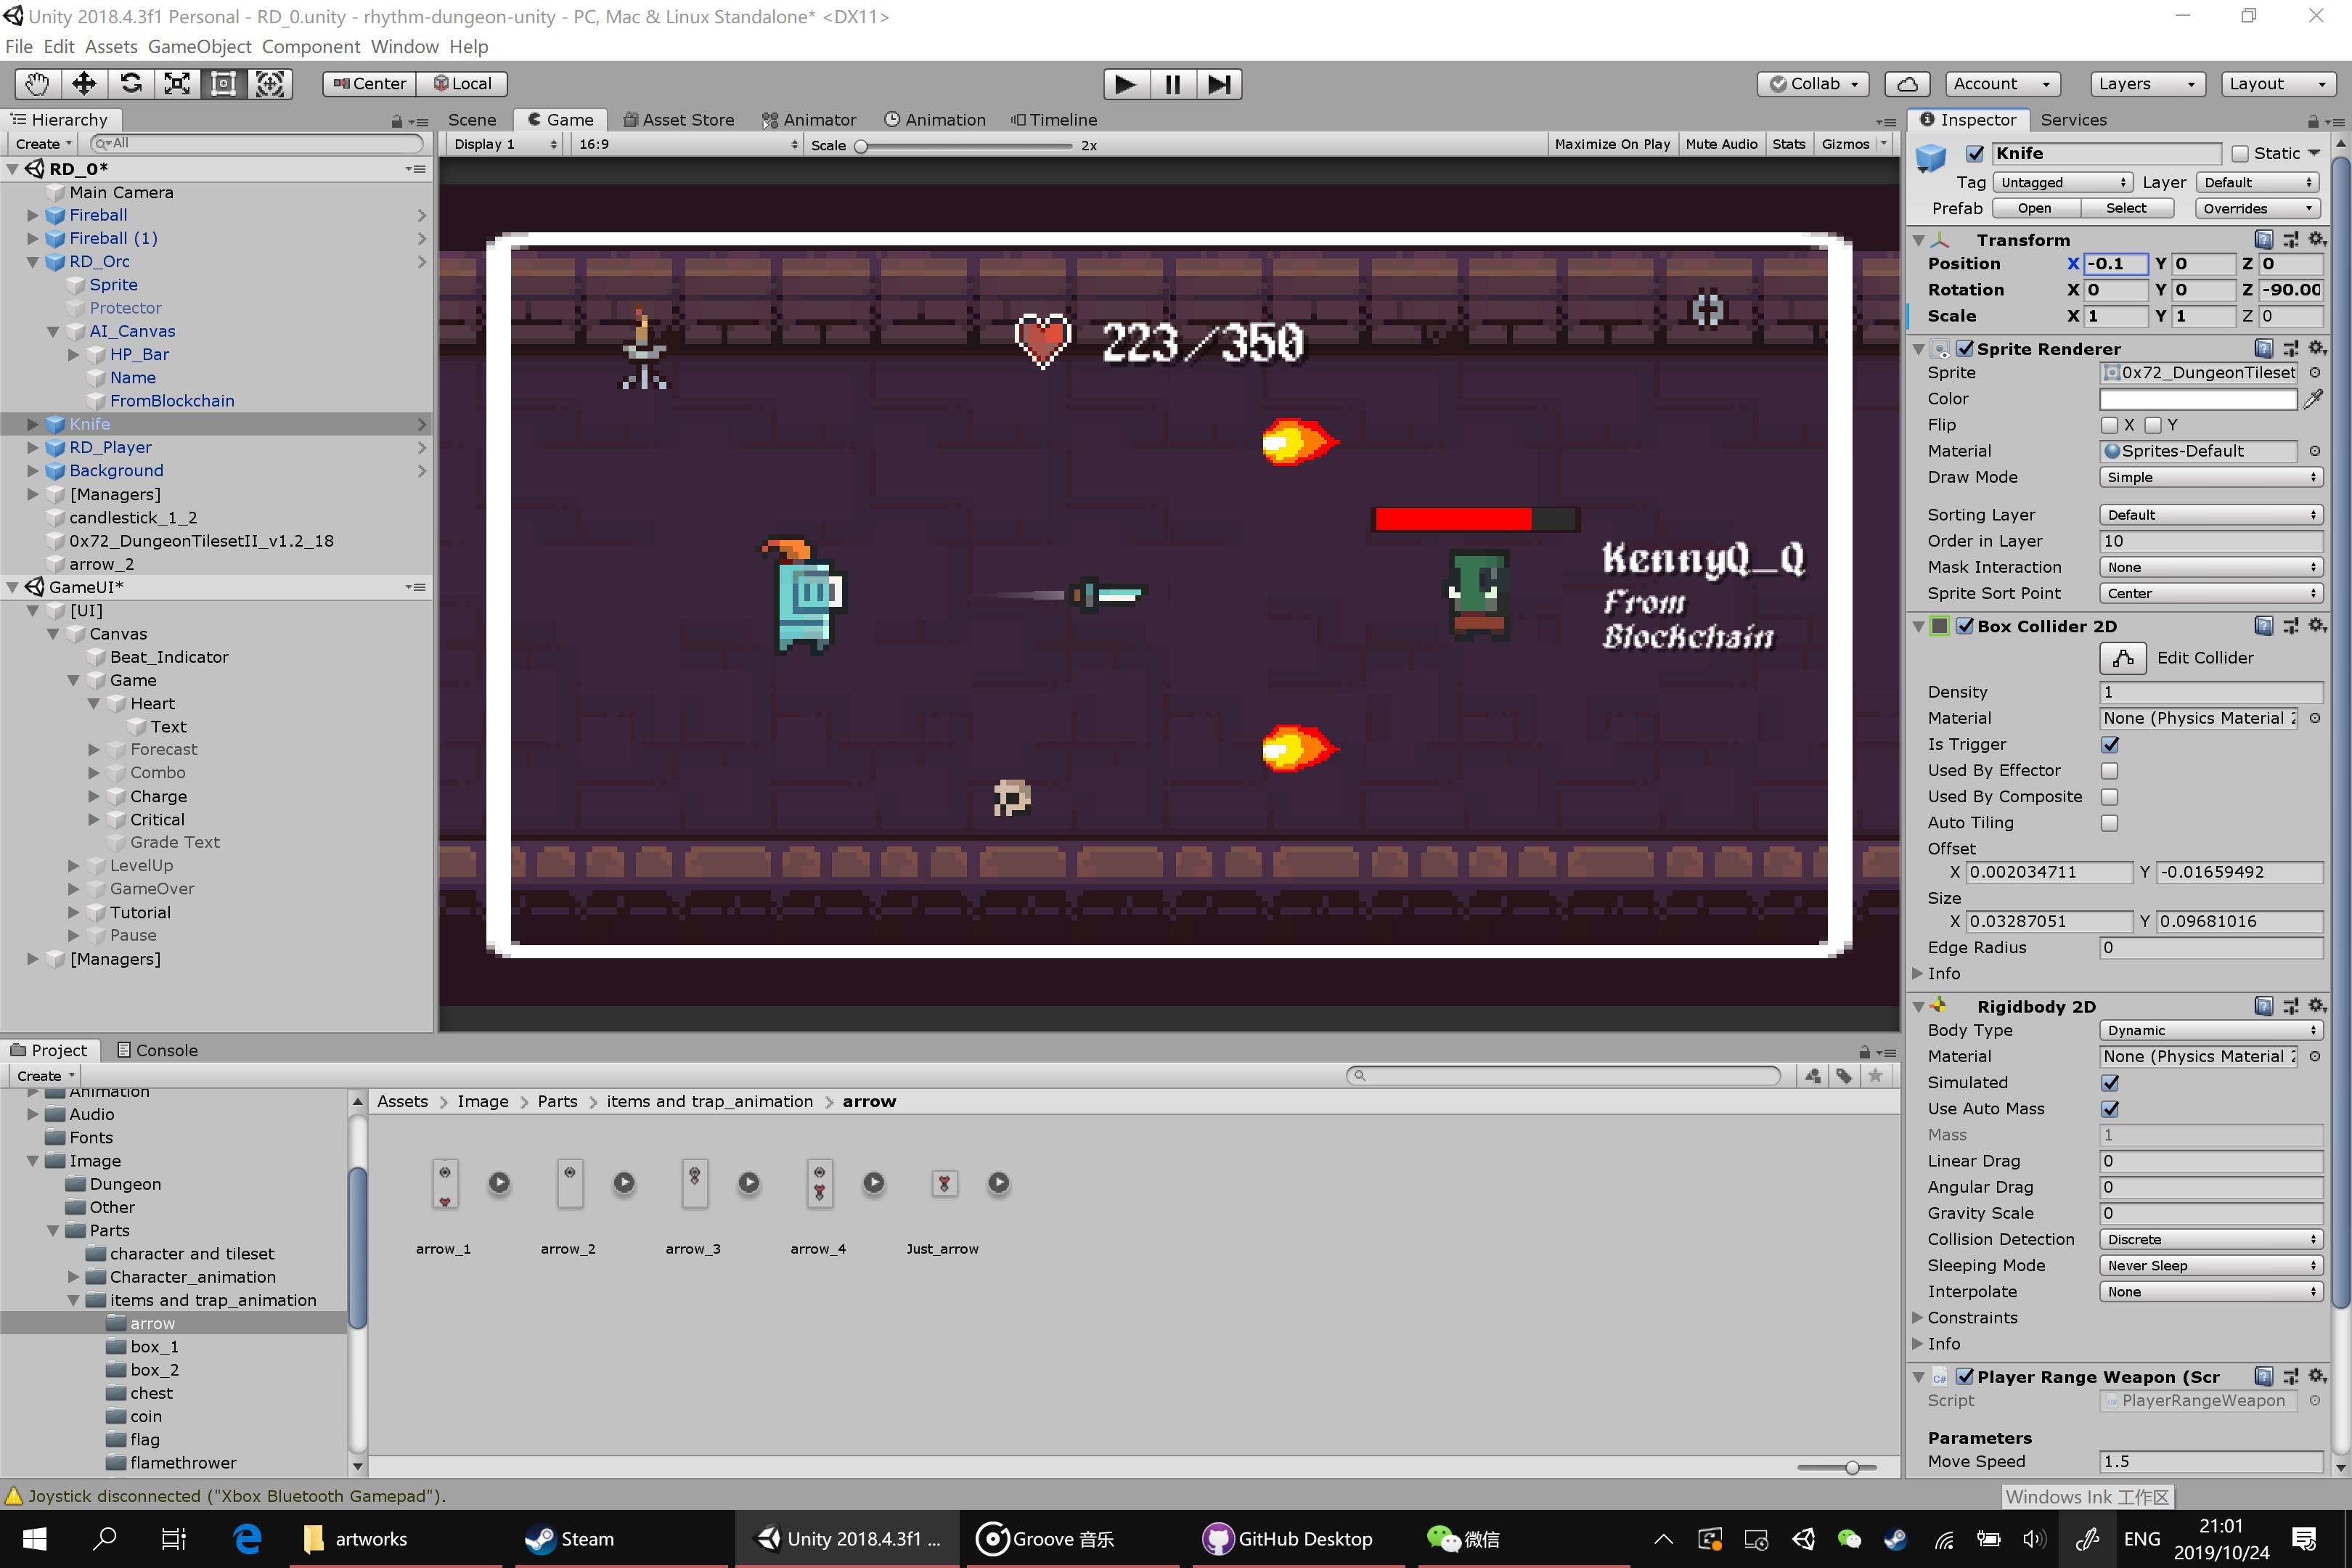 Unity 2018.4.3f1 Personal - RD_0.unity - rhythm-dungeon-unity - PC, Mac & Linux Standalone* <DX11>
File Edit Assets GameObject Component Window Help
Center Local
Collab Account Layers Layout
Hierarchy
Create All
RD_0*
Main Camera
Fireball
Fireball (1)
RD_Orc
Sprite
Protector
AI_Canvas
HP_Bar
Name
FromBlockchain
Knife
RD_Player
Background
[Managers]
candlestick_1_2
0x72_DungeonTilesetII_v1.2_18
arrow_2
GameUI*
[UI]
Canvas
Beat_Indicator
Game
Heart
Text
Forecast
Combo
Charge
Critical
Grade Text
LevelUp
GameOver
Tutorial
Pause
[Managers]
Scene Game Asset Store Animator Animation Timeline
Display 1 16:9 Scale 2x Maximize On Play Mute Audio Stats Gizmos
223/350
KennyQ_Q
From
Blockchain
Inspector Services
Knife Static
Tag Untagged Layer Default
Prefab Open Select Overrides
Transform
Position X -0.1 Y 0 Z 0
Rotation X 0 Y 0 Z -90.00
Scale X 1 Y 1 Z 0
Sprite Renderer
Sprite 0x72_DungeonTileset
Color
Flip X Y
Material Sprites-Default
Draw Mode Simple
Sorting Layer Default
Order in Layer 10
Mask Interaction None
Sprite Sort Point Center
Box Collider 2D
Edit Collider
Density 1
Material None (Physics Material 2
Is Trigger
Used By Effector
Used By Composite
Auto Tiling
Offset
X 0.002034711 Y -0.01659492
Size
X 0.03287051 Y 0.09681016
Edge Radius 0
Info
Rigidbody 2D
Body Type Dynamic
Material None (Physics Material 2
Simulated
Use Auto Mass
Mass 1
Linear Drag 0
Angular Drag 0
Gravity Scale 0
Collision Detection Discrete
Sleeping Mode Never Sleep
Interpolate None
Constraints
Info
Player Range Weapon (Scr
Script PlayerRangeWeapon
Parameters
Move Speed 1.5
Project Console
Create
Animation
Audio
Fonts
Image
Dungeon
Other
Parts
character and tileset
Character_animation
items and trap_animation
arrow
box_1
box_2
chest
coin
flag
flamethrower
Assets > Image > Parts > items and trap_animation > arrow
arrow_1 arrow_2 arrow_3 arrow_4 Just_arrow
Joystick disconnected ("Xbox Bluetooth Gamepad").
Windows Ink 工作区
artworks Steam Unity 2018.4.3f1 ... Groove 音乐 GitHub Desktop 微信 ENG 21:01
2019/10/24